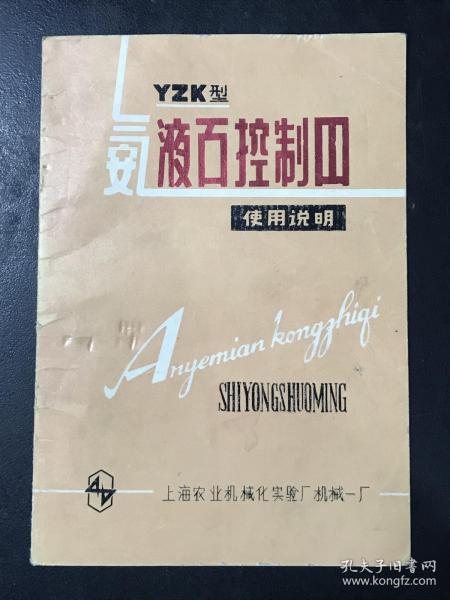 YZK型
氨液面控制四
使用说明
Anyemian kongzhiqi
SHIYONGSHUOMING
上海农业机械化实验厂机械一厂
孔夫子旧书网
www.kongfz.com